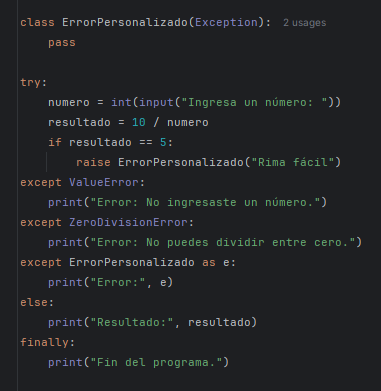 class ErrorPersonalizado(Exception): 2 usages
    pass

try:
    numero = int(input("Ingresa un número: "))
    resultado = 10 / numero
    if resultado == 5:
        raise ErrorPersonalizado("Rima fácil")
except ValueError:
    print("Error: No ingresaste un número.")
except ZeroDivisionError:
    print("Error: No puedes dividir entre cero.")
except ErrorPersonalizado as e:
    print("Error:", e)
else:
    print("Resultado:", resultado)
finally:
    print("Fin del programa.")